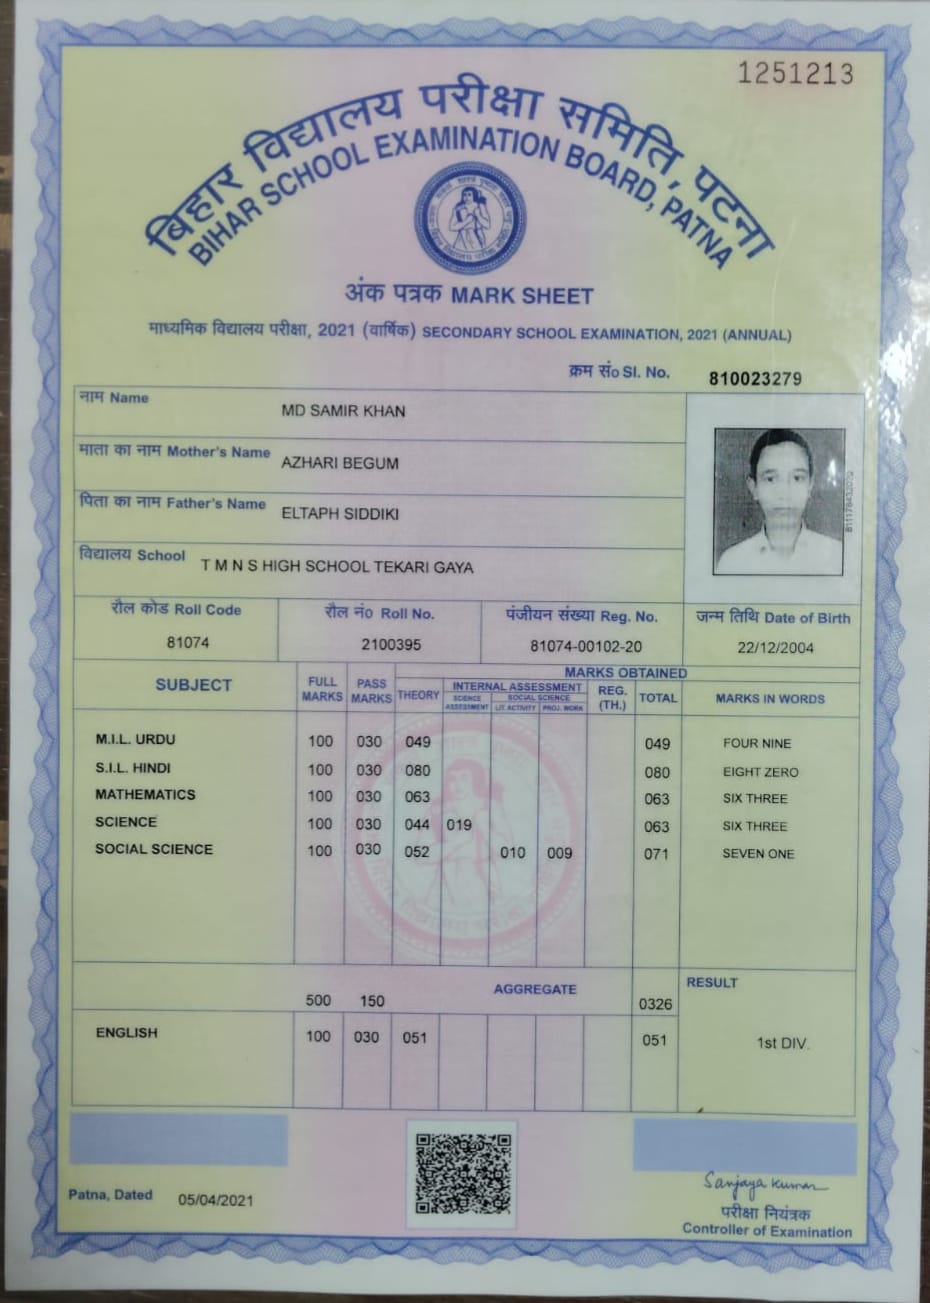 1251213
बिहार विद्यालय परीक्षा समिति, पटना
BIHAR SCHOOL EXAMINATION BOARD, PATNA
अंक पत्रक MARK SHEET
माध्यमिक विद्यालय परीक्षा, 2021 (वार्षिक) SECONDARY SCHOOL EXAMINATION, 2021 (ANNUAL)
क्रम सं० Sl. No. 810023279
नाम Name MD SAMIR KHAN
माता का नाम Mother's Name AZHARI BEGUM
पिता का नाम Father's Name ELTAPH SIDDIKI
विद्यालय School T M N S HIGH SCHOOL TEKARI GAYA
रौल कोड Roll Code रौल नं० Roll No. पंजीयन संख्या Reg. No. जन्म तिथि Date of Birth
81074 2100395 81074-00102-20 22/12/2004
MARKS OBTAINED
SUBJECT FULL MARKS PASS MARKS THEORY INTERNAL ASSESSMENT REG. (TH.) TOTAL MARKS IN WORDS
SCIENCE ASSESSMENT SOCIAL SCIENCE
LIT. ACTIVITY PROJ. WORK
M.I.L. URDU 100 030 049 049 FOUR NINE
S.I.L. HINDI 100 030 080 080 EIGHT ZERO
MATHEMATICS 100 030 063 063 SIX THREE
SCIENCE 100 030 044 019 063 SIX THREE
SOCIAL SCIENCE 100 030 052 010 009 071 SEVEN ONE
500 150 AGGREGATE 0326 RESULT
ENGLISH 100 030 051 051 1st DIV.
Patna, Dated 05/04/2021
Sanjaya Kumar
परीक्षा नियंत्रक
Controller of Examination